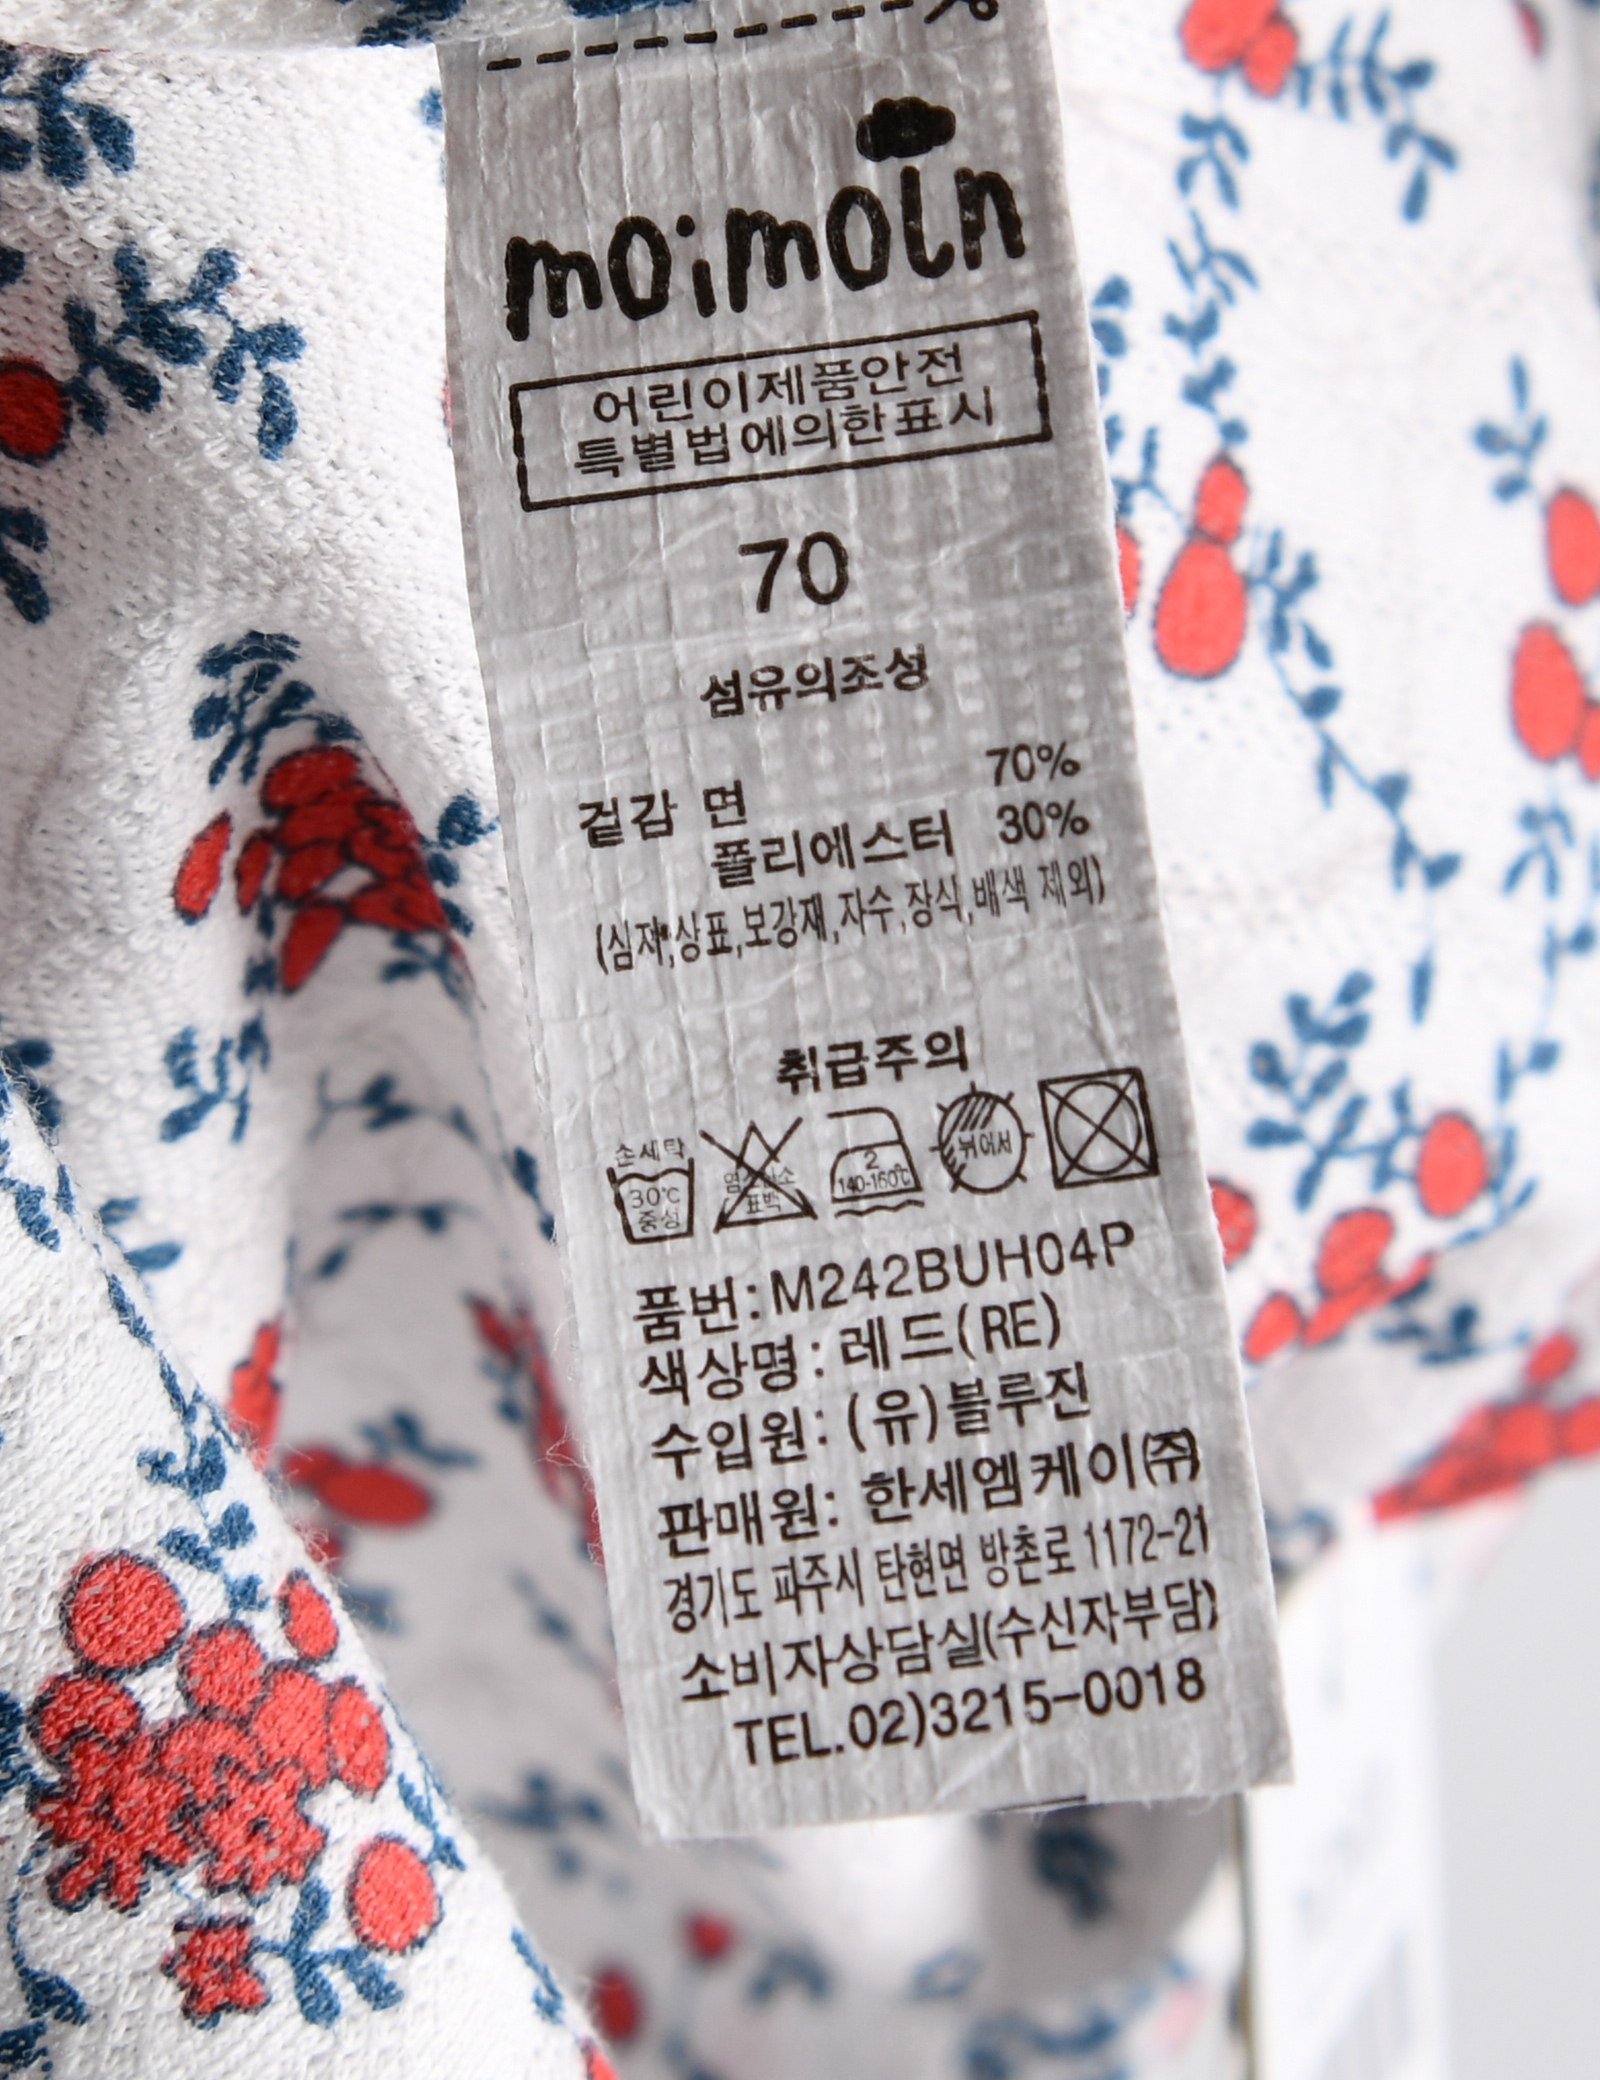 moimoln
어린이제품안전
특별법에의한표시
70
섬유의조성
겉감 면 70%
폴리에스터 30%
(심재,상표,보강재,자수,장식,배색 제외)
취급주의
손세탁
30℃
중성
표백
2
140-160℃
뉘어서
품번:M242BUH04P
색상명:레드(RE)
수입원:(유)블루진
판매원: 한세엠케이(주)
경기도 파주시 탄현면 방촌로 1172-21
소비자상담실(수신자부담)
TEL.02)3215-0018